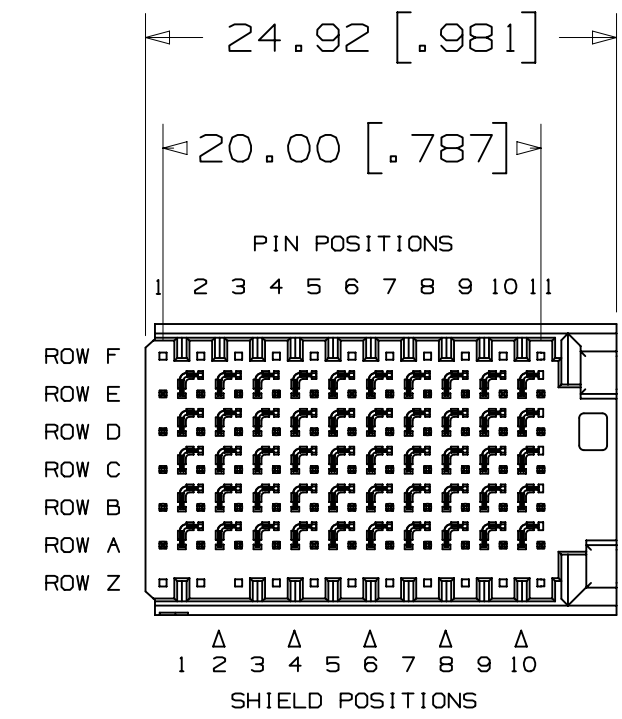 24.92 [.981]
20.00 [.787]
PIN POSITIONS
1 2 3 4 5 6 7 8 9 10 11
ROW F
ROW E
ROW D
ROW C
ROW B
ROW A
ROW Z
1 2 3 4 5 6 7 8 9 10
SHIELD POSITIONS